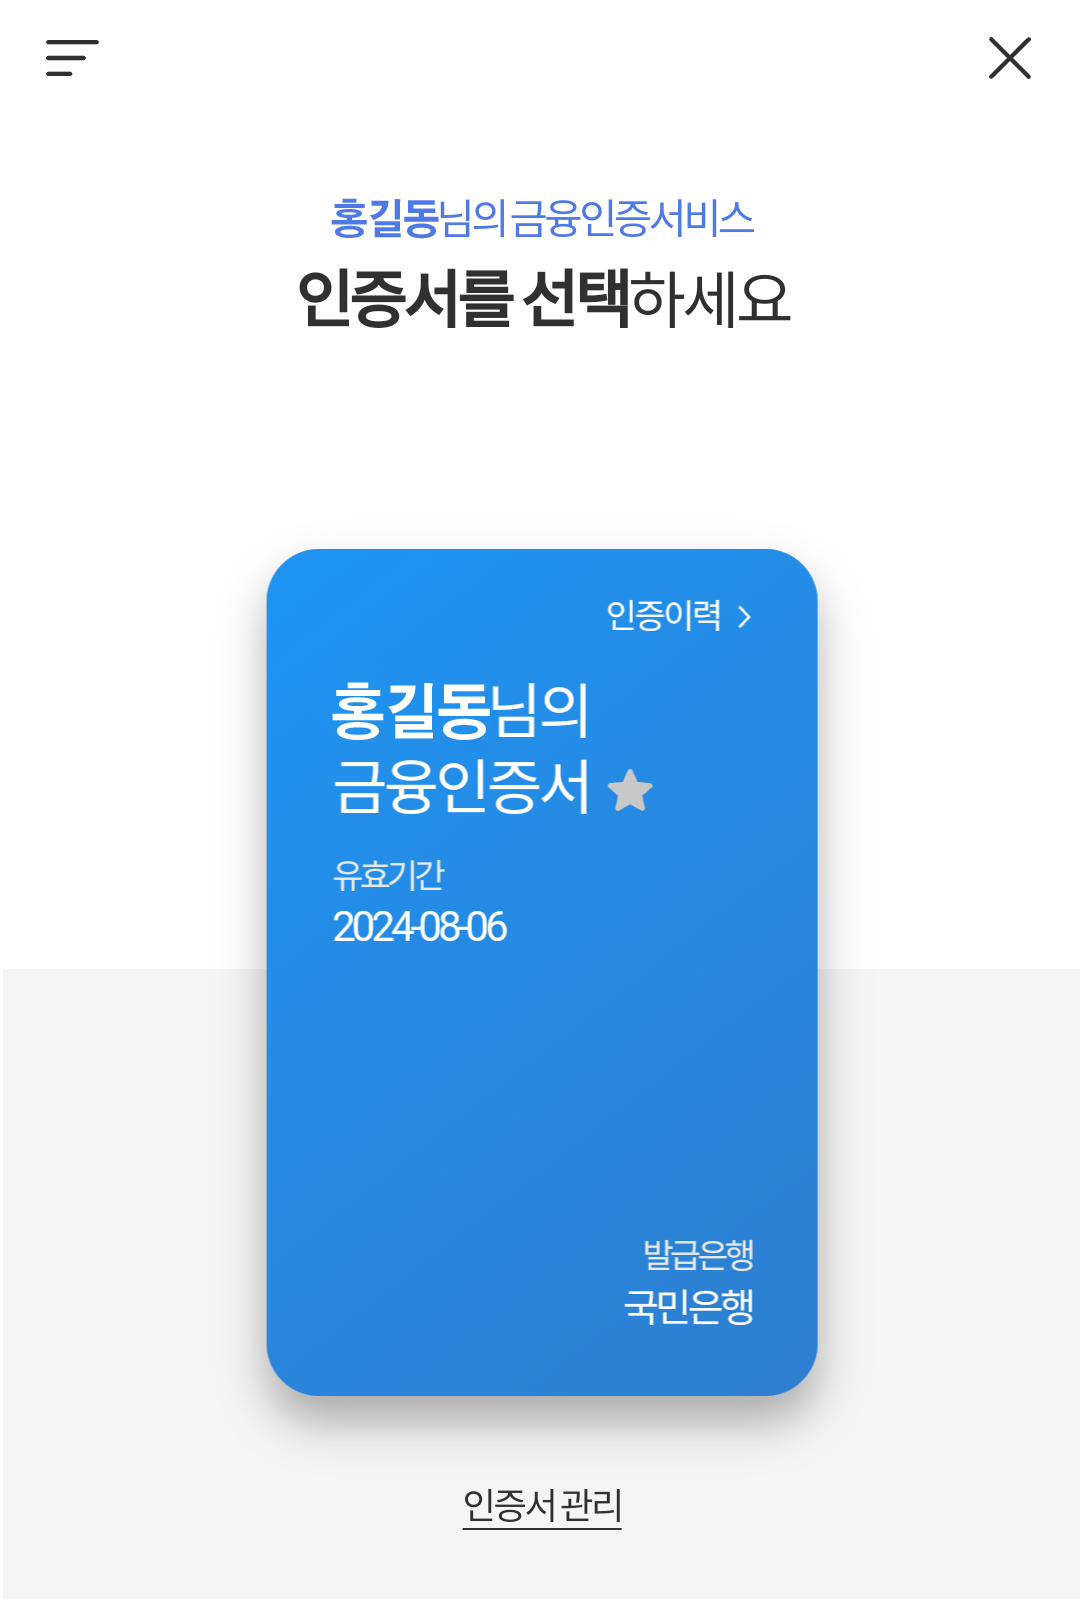 홍길동님의 금융인증서비스
인증서를 선택하세요
인증이력
홍길동님의
금융인증서
유효기간
2024-08-06
발급은행
국민은행
인증서 관리